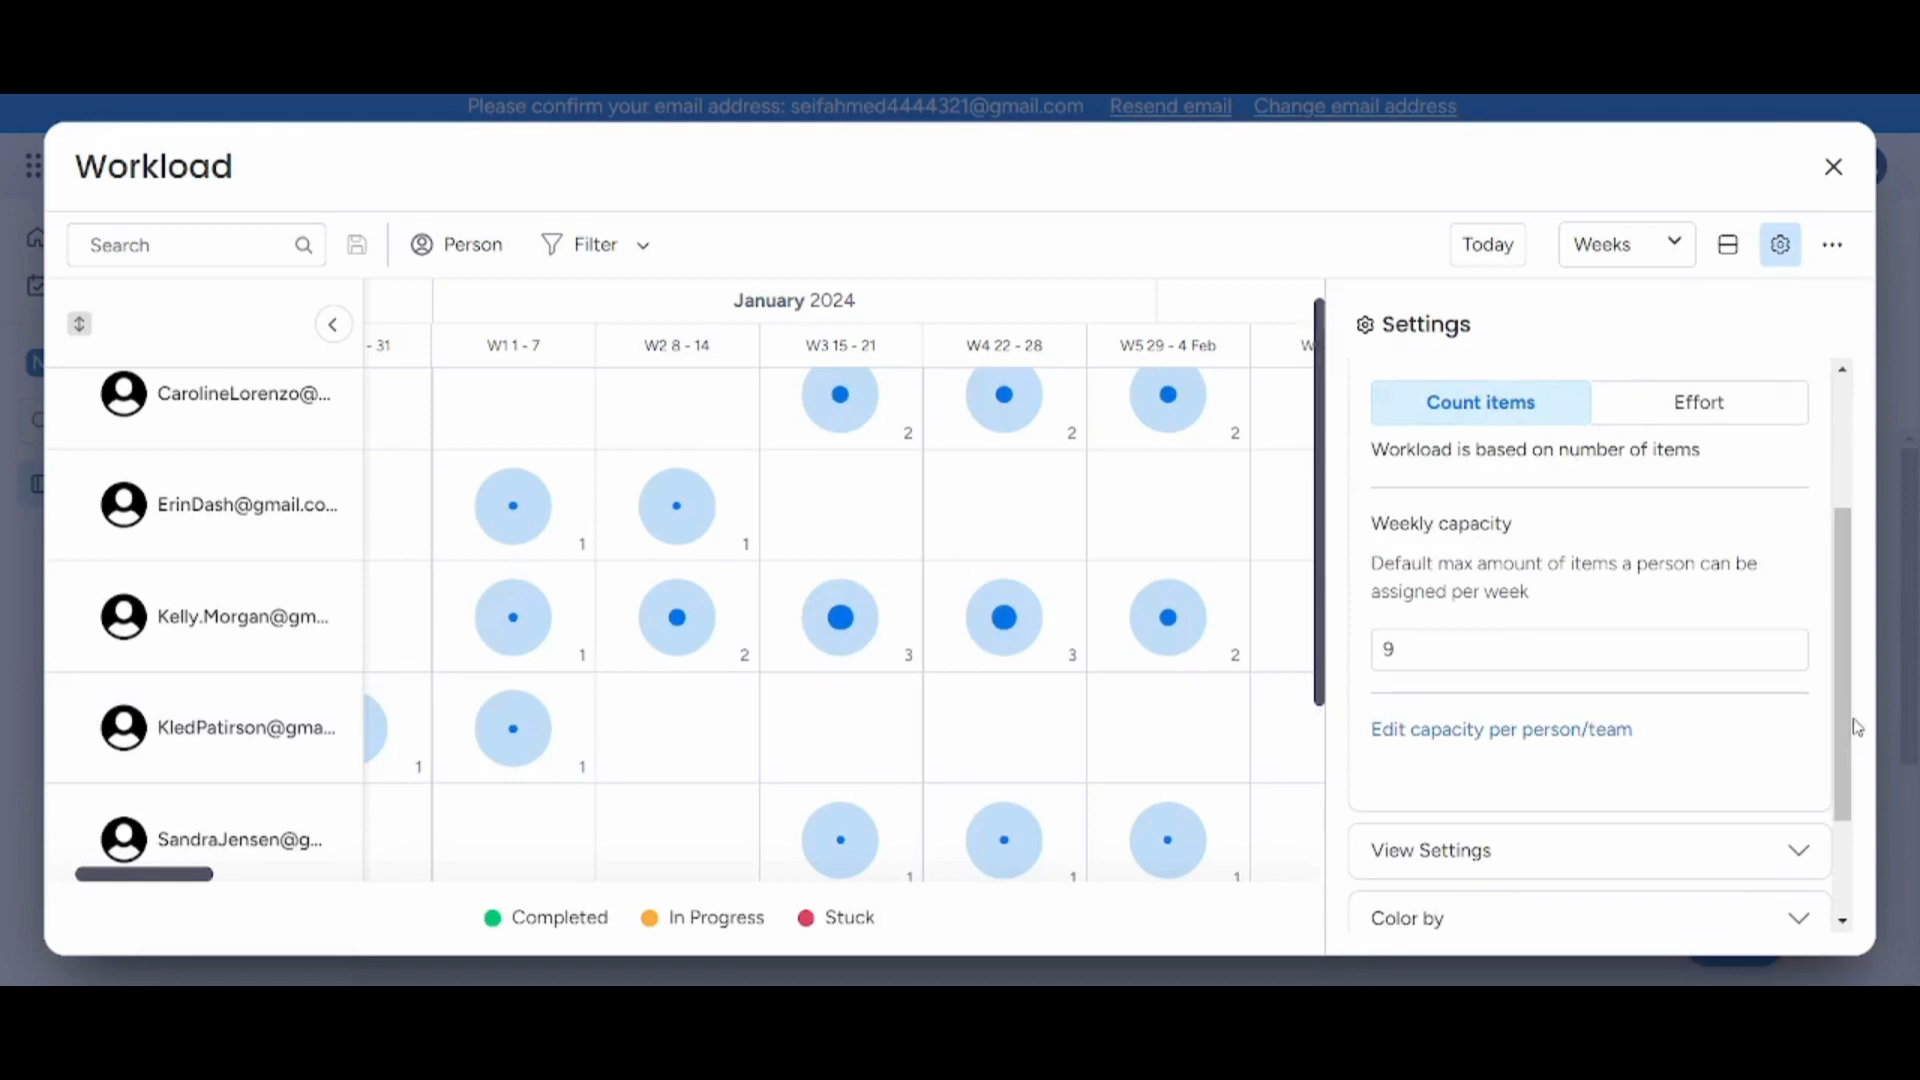 Please confirm your email address: seifahmed4444321@gmail.com Resend email Change email address
Workload
Search Person Filter Today Weeks
January 2024
- 31 W1 1 - 7 W2 8 - 14 W3 15 - 21 W4 22 - 28 W5 29 - 4 Feb W
CarolineLorenzo@...
2 2 2
ErinDash@gmail.co...
1 1
Kelly.Morgan@gm...
1 2 3 3 2
KledPatirson@gma...
1 1
SandraJensen@g...
1 1 1
Completed In Progress Stuck
Settings
Count items Effort
Workload is based on number of items
Weekly capacity
Default max amount of items a person can be
assigned per week
9
Edit capacity per person/team
View Settings
Color by